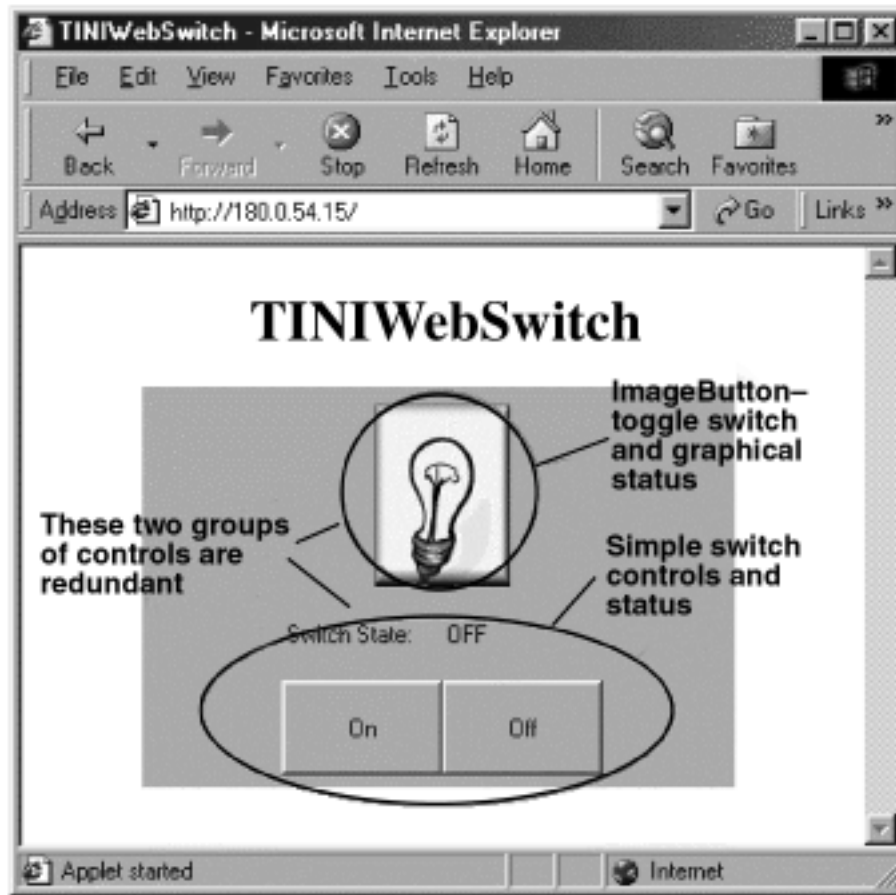 TINIWebSwitch - Microsoft Internet Explorer
File Edit View Favorites Tools Help
Back Forward Stop Refresh Home Search Favorites »
Address http://180.0.54.15/ Go Links »
TINIWebSwitch
ImageButton–
toggle switch
and graphical
status
These two groups
of controls are
redundant
Simple switch
controls and
status
Switch State: OFF
On Off
Applet started Internet